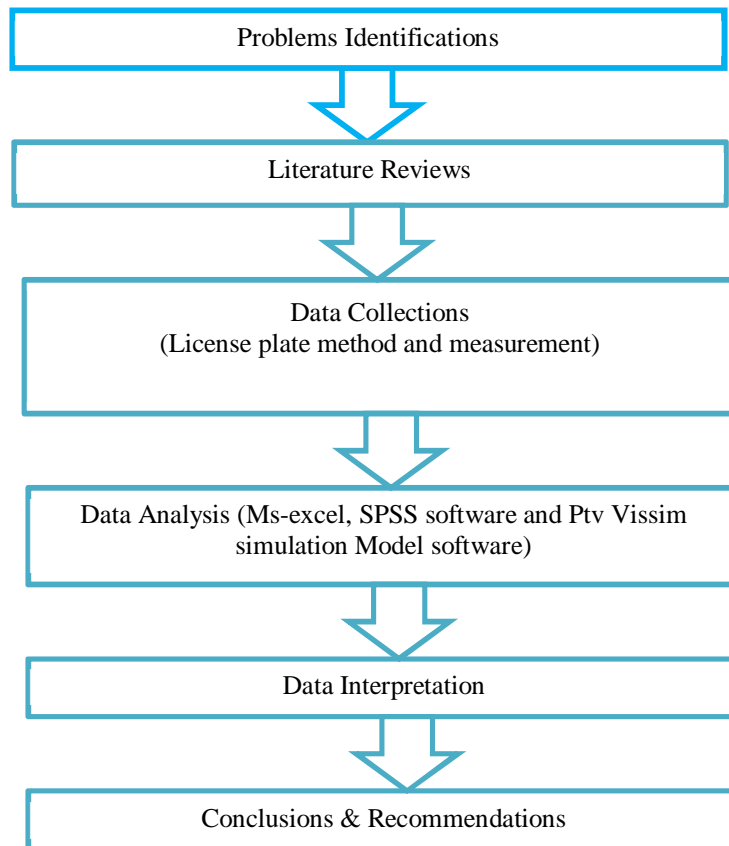 Problems Identifications
Literature Reviews
Data Collections
(License plate method and measurement)
Data Analysis (Ms-excel, SPSS software and Ptv Vissim
simulation Model software)
Data Interpretation
Conclusions & Recommendations